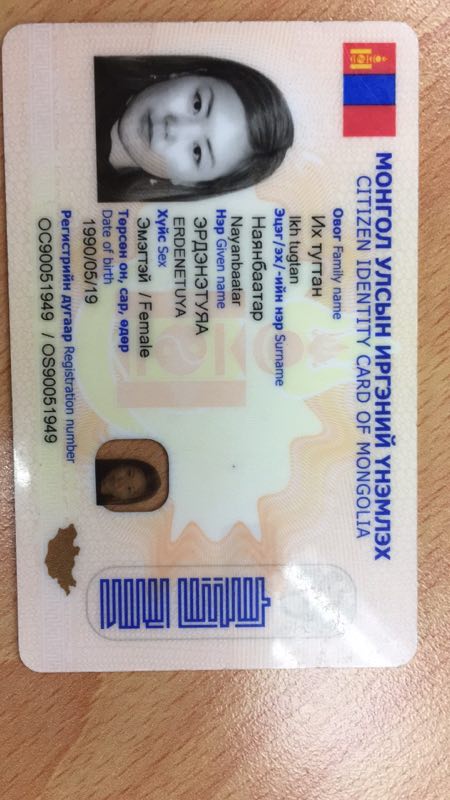 МОНГОЛ УЛСЫН ИРГЭНИЙ ҮНЭМЛЭХ
CITIZEN IDENTITY CARD OF MONGOLIA
Овог Family name
Их тугтан
Ikh tugtan
Эцэг/эх/-ийн нэр Surname
Наянбаатар
Nayanbaatar
Нэр Given name
ЭРДЭНЭТУЯА
ERDENETUYA
Хүйс Sex
Эмэгтэй / Female
Төрсөн он, сар, өдөр
Date of birth
1990/05/19
Регистрийн дугаар Registration number
ОС90051949 / OS90051949